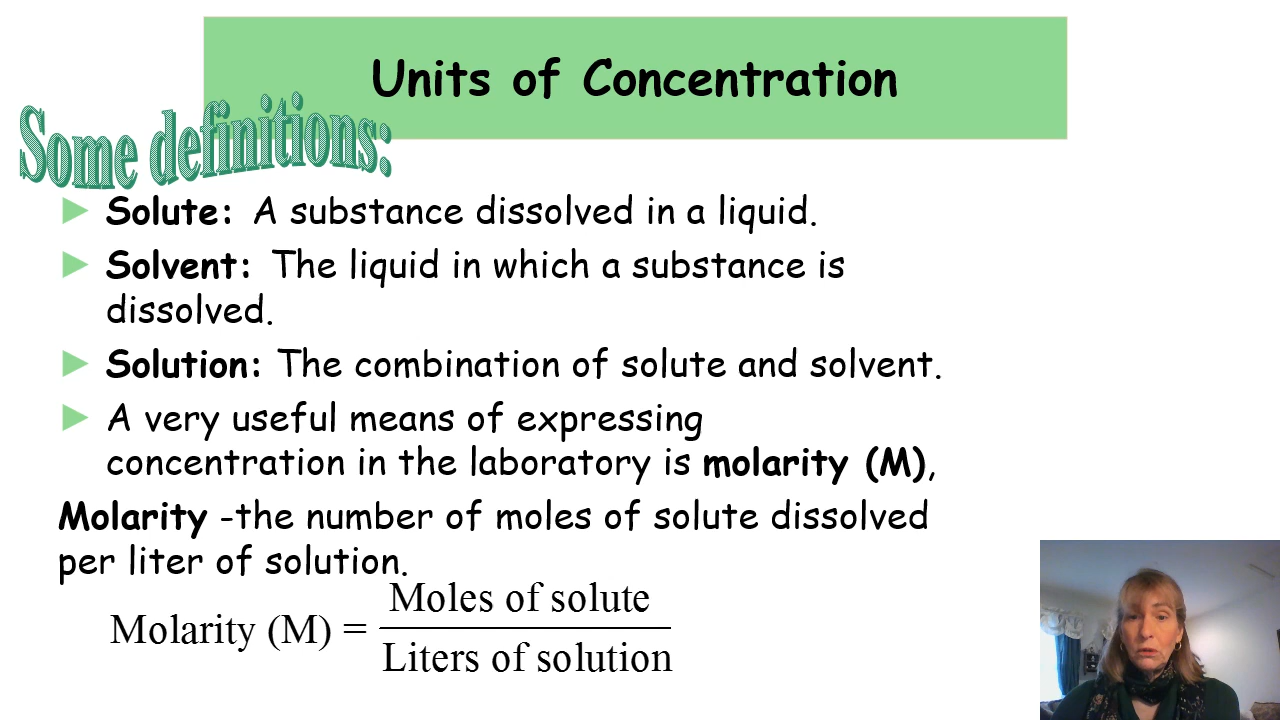 Units of Concentration
Some definitions:
Solute: A substance dissolved in a liquid.
Solvent: The liquid in which a substance is
dissolved.
Solution: The combination of solute and solvent.
A very useful means of expressing
concentration in the laboratory is molarity (M),
Molarity -the number of moles of solute dissolved
per liter of solution.
Molarity (M) = Moles of solute
Liters of solution